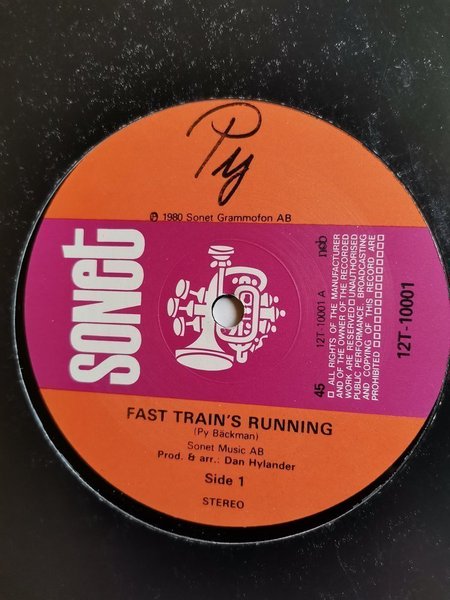 Py
℗ 1980 Sonet Grammofon AB
SONET
45
12T-10001 A
ncb
□ ALL RIGHTS OF THE MANUFACTURER
AND OF THE OWNER OF THE RECORDED
WORK ARE RESERVED □ UNAUTHORISED
PUBLIC PERFORMANCE, BROADCASTING
AND COPYING OF THIS RECORD ARE
PROHIBITED □□□□□□□□□□□□
12T-10001
FAST TRAIN'S RUNNING
(Py Bäckman)
Sonet Music AB
Prod. & arr.: Dan Hylander
Side 1
STEREO